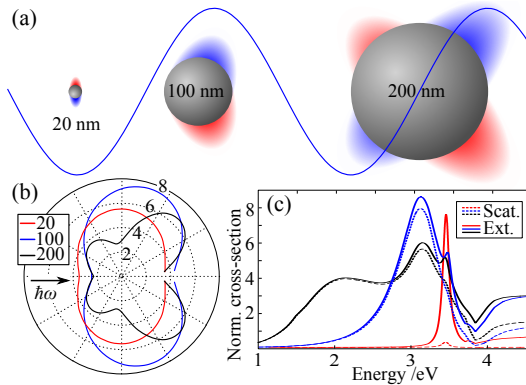 (a)
20 nm
100 nm
200 nm
(b)
20
100
200
ħω
8
6
4
2
(c)
Scat.
Ext.
Norm. cross-section
8
6
4
2
1
2
3
4
Energy /eV